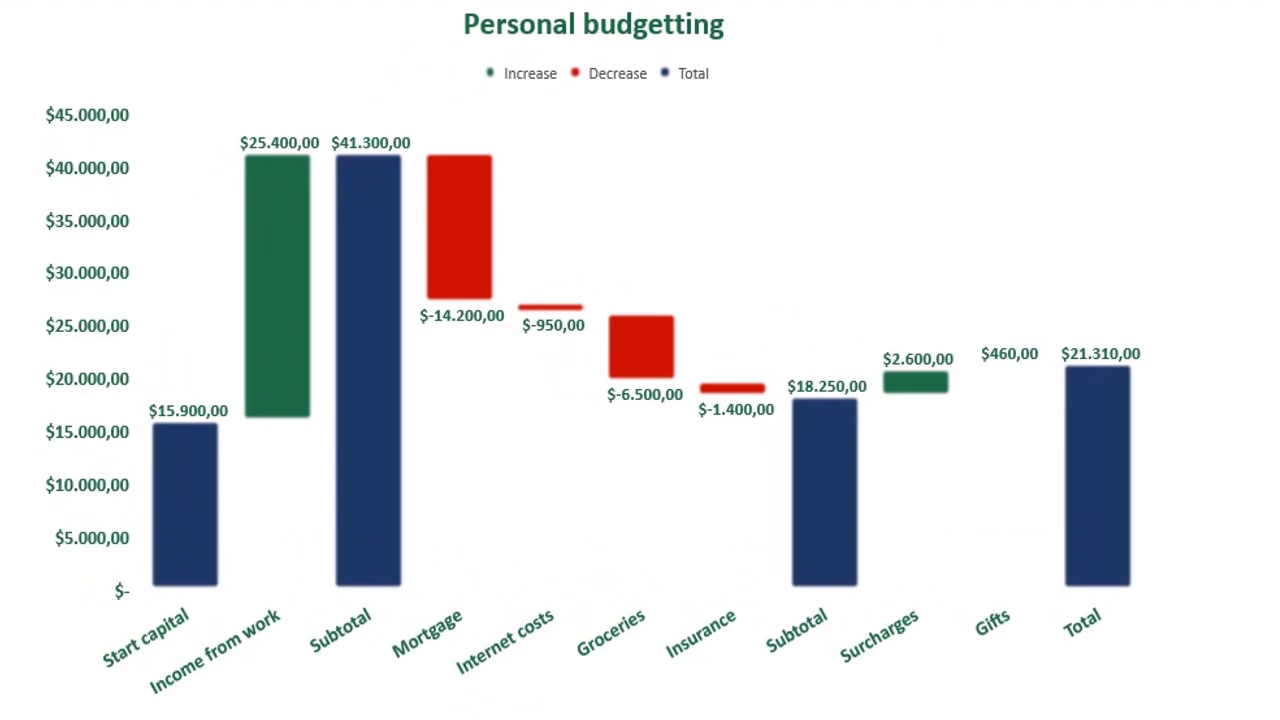 Personal budgetting
Increase Decrease Total
$45.000,00
$40.000,00
$35.000,00
$30.000,00
$25.000,00
$20.000,00
$15.000,00
$10.000,00
$5.000,00
$-
$15.900,00
$25.400,00
$41.300,00
$-14.200,00
$-950,00
$-6.500,00
$-1.400,00
$18.250,00
$2.600,00
$460,00
$21.310,00
Start capital
Income from work
Subtotal
Mortgage
Internet costs
Groceries
Insurance
Subtotal
Surcharges
Gifts
Total